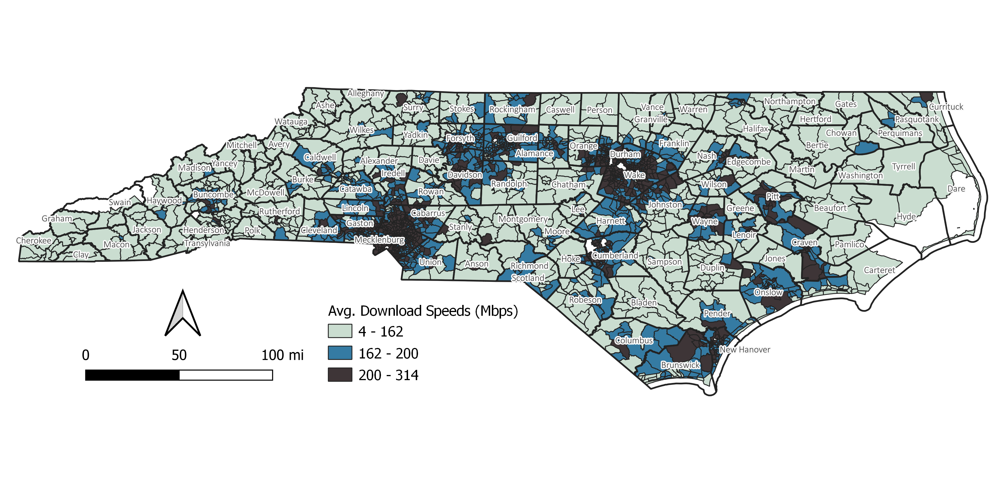 Alleghany
Ashe
Surry
Stokes
Rockingham
Caswell
Person
Vance
Granville
Warren
Northampton
Gates
Currituck
Hertford
Pasquotank
Watauga
Wilkes
Yadkin
Forsyth
Guilford
Halifax
Chowan
Perquimans
Mitchell
Avery
Orange
Franklin
Bertie
Caldwell
Alexander
Davie
Alamance
Durham
Nash
Edgecombe
Madison
Yancey
Iredell
Davidson
Wake
Martin
Washington
Tyrrell
Burke
Randolph
Chatham
Wilson
Dare
Buncombe
McDowell
Catawba
Rowan
Pitt
Swain
Haywood
Lincoln
Johnston
Beaufort
Rutherford
Cabarrus
Lee
Greene
Hyde
Graham
Jackson
Henderson
Polk
Cleveland
Gaston
Stanly
Montgomery
Moore
Harnett
Wayne
Lenoir
Cherokee
Macon
Transylvania
Mecklenburg
Craven
Pamlico
Clay
Union
Anson
Richmond
Hoke
Cumberland
Sampson
Duplin
Jones
Carteret
Scotland
Robeson
Bladen
Onslow
Pender
Columbus
Brunswick
New Hanover
Avg. Download Speeds (Mbps)
4 - 162
162 - 200
200 - 314
0 50 100 mi